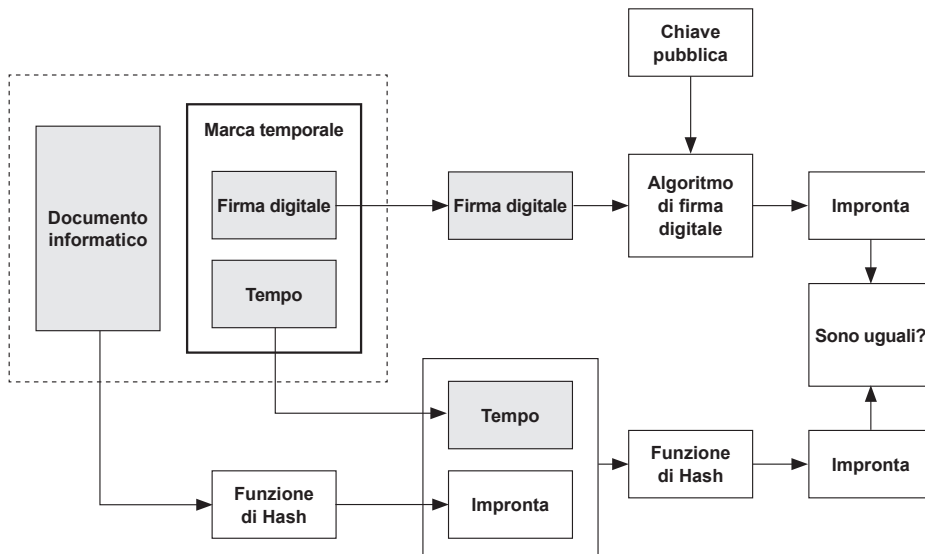 Chiave
pubblica
Marca temporale
Documento
informatico
Firma digitale
Firma digitale
Algoritmo
di firma
digitale
Impronta
Tempo
Sono uguali?
Tempo
Funzione
di Hash
Impronta
Funzione
di Hash
Impronta